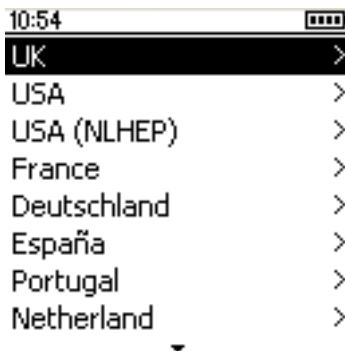 10:54
UK
USA
USA (NLHEP)
France
Deutschland
España
Portugal
Netherland